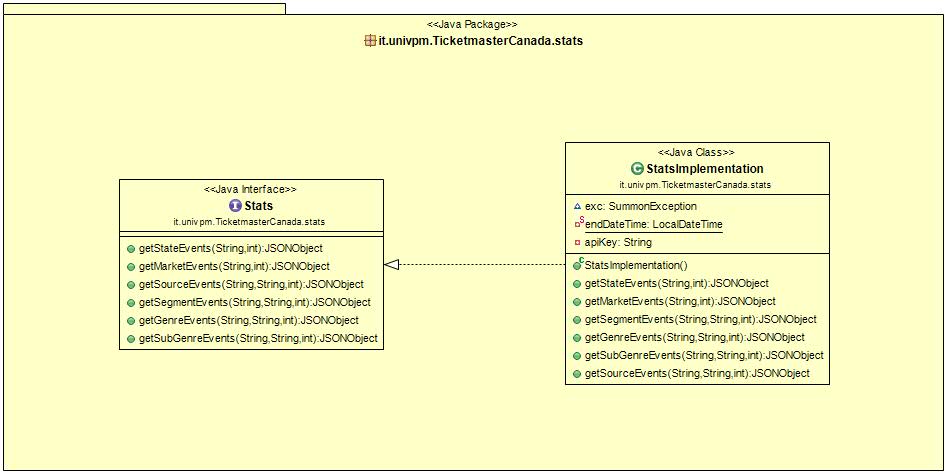 <<Java Package>>
it.univpm.TicketmasterCanada.stats
<<Java Interface>>
I Stats
it.univpm.TicketmasterCanada.stats
getStateEvents(String,int):JSONObject
getMarketEvents(String,int):JSONObject
getSourceEvents(String,String,int):JSONObject
getSegmentEvents(String,String,int):JSONObject
getGenreEvents(String,String,int):JSONObject
getSubGenreEvents(String,String,int):JSONObject
<<Java Class>>
C StatsImplementation
it.univpm.TicketmasterCanada.stats
exc: SummonException
S endDateTime: LocalDateTime
apiKey: String
C StatsImplementation()
getStateEvents(String,int):JSONObject
getMarketEvents(String,int):JSONObject
getSegmentEvents(String,String,int):JSONObject
getGenreEvents(String,String,int):JSONObject
getSubGenreEvents(String,String,int):JSONObject
getSourceEvents(String,String,int):JSONObject